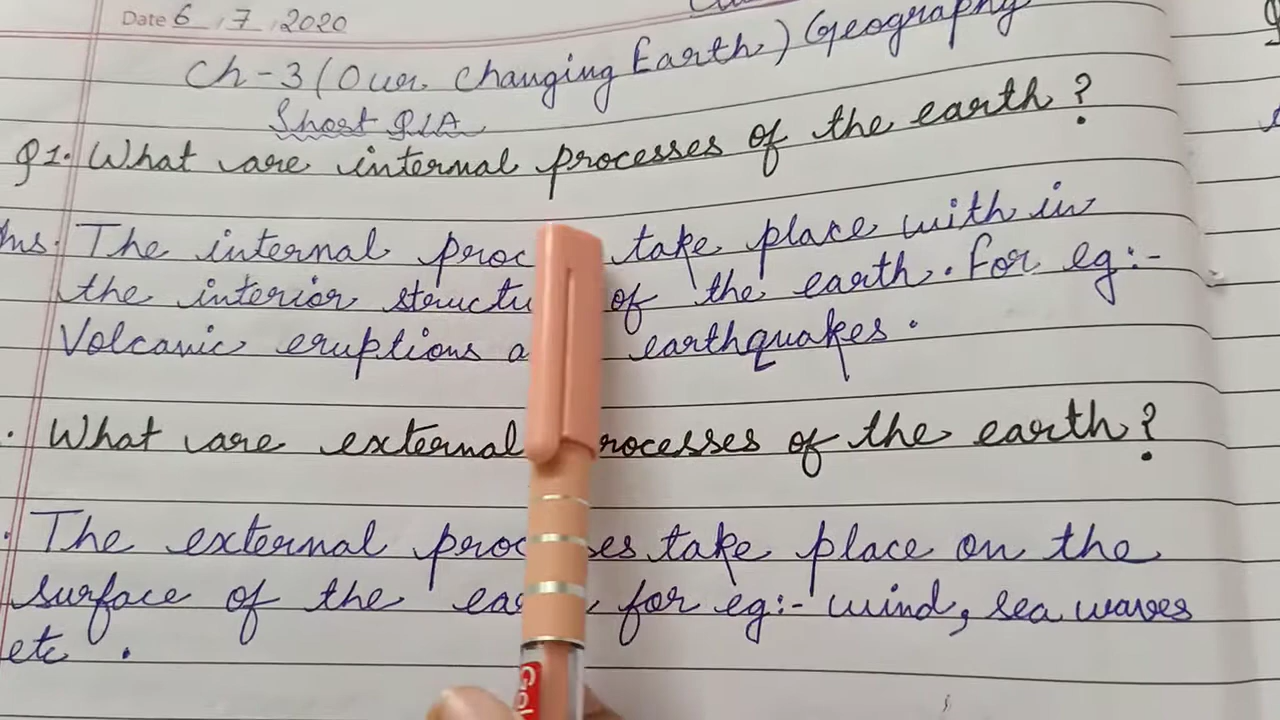 Date 6, 7, 2020
Ch-3 (Our Changing Earth) Geography
Short Q/A
Q1. What are internal processes of the earth?
Ans. The internal proc take place with in
the interior structu of the earth. For eg:-
Volcanic eruptions a earthquakes.
. What are external rocesses of the earth?
. The external proc es take place on the
surface of the ea , for eg:- wind, sea waves
etc.
Gol